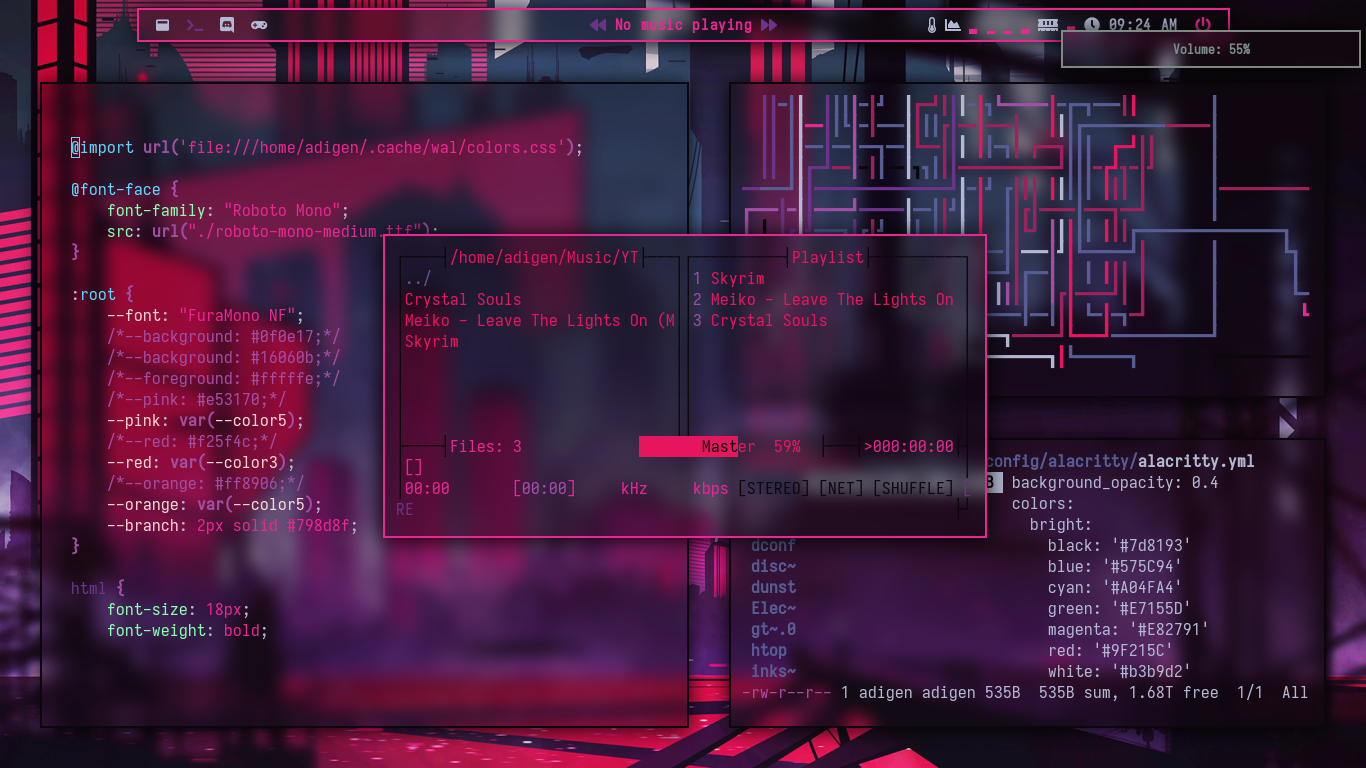 No music playing
09:24 AM
Volume: 55%
@import url('file:///home/adigen/.cache/wal/colors.css');
@font-face {
font-family: "Roboto Mono";
src: url("./roboto-mono-medium.ttf");
}
:root {
--font: "FuraMono NF";
/*--background: #0f0e17;*/
/*--background: #16060b;*/
/*--foreground: #fffffe;*/
/*--pink: #e53170;*/
--pink: var(--color5);
/*--red: #f25f4c;*/
--red: var(--color3);
/*--orange: #ff8906;*/
--orange: var(--color5);
--branch: 2px solid #798d8f;
}
html {
font-size: 18px;
font-weight: bold;
/home/adigen/Music/YT
../
Crystal Souls
Meiko - Leave The Lights On (M
Skyrim
Playlist
1 Skyrim
2 Meiko - Leave The Lights On
3 Crystal Souls
Files: 3
Master 59%
>000:00:00
[]
00:00 [00:00] kHz kbps [STEREO] [NET] [SHUFFLE] [
RE
config/alacritty/alacritty.yml
B background_opacity: 0.4
colors:
bright:
dconf black: '#7d8193'
disc~ blue: '#575C94'
dunst cyan: '#A04FA4'
Elec~ green: '#E7155D'
gt~.0 magenta: '#E82791'
htop red: '#9F215C'
inks~ white: '#b3b9d2'
-rw-r--r-- 1 adigen adigen 535B 535B sum, 1.68T free 1/1 All